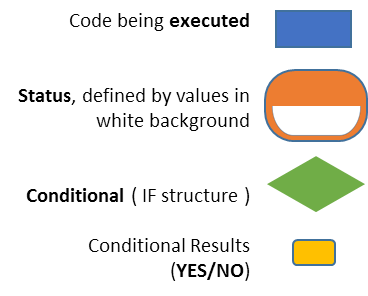 Code being executed
Status, defined by values in
white background
Conditional ( IF structure )
Conditional Results
(YES/NO)